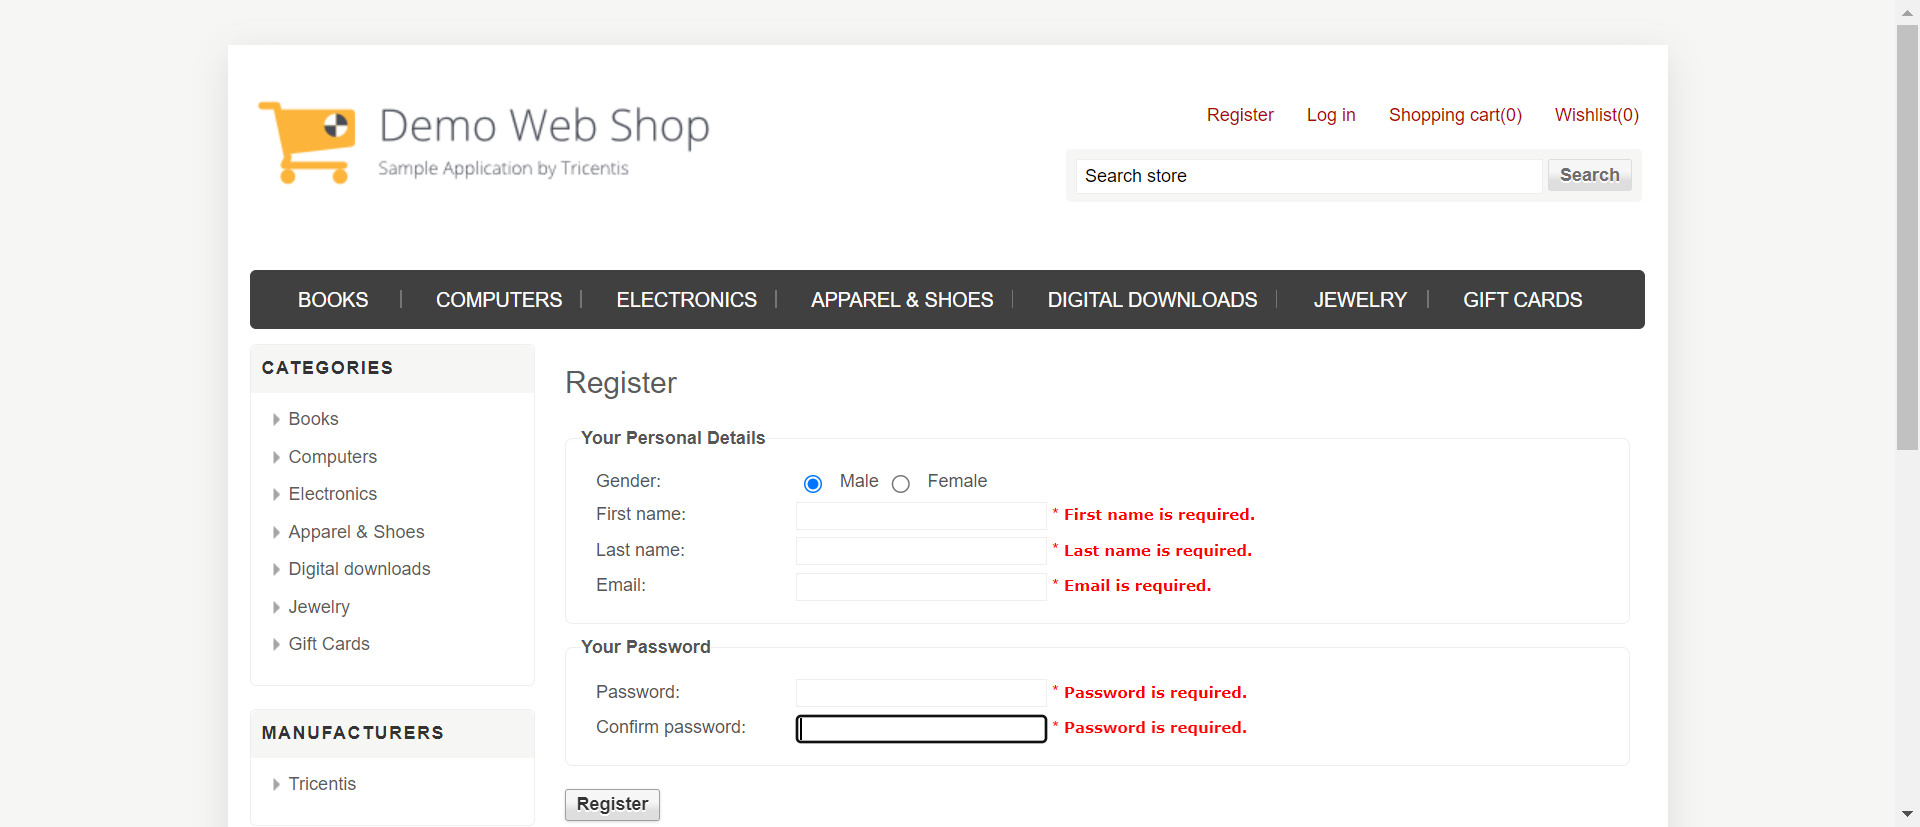 Demo Web Shop
Sample Application by Tricentis
Register Log in Shopping cart(0) Wishlist(0)
Search store Search
BOOKS COMPUTERS ELECTRONICS APPAREL & SHOES DIGITAL DOWNLOADS JEWELRY GIFT CARDS
CATEGORIES
Books
Computers
Electronics
Apparel & Shoes
Digital downloads
Jewelry
Gift Cards
MANUFACTURERS
Tricentis
Register
Your Personal Details
Gender: Male Female
First name: * First name is required.
Last name: * Last name is required.
Email: * Email is required.
Your Password
Password: * Password is required.
Confirm password: * Password is required.
Register